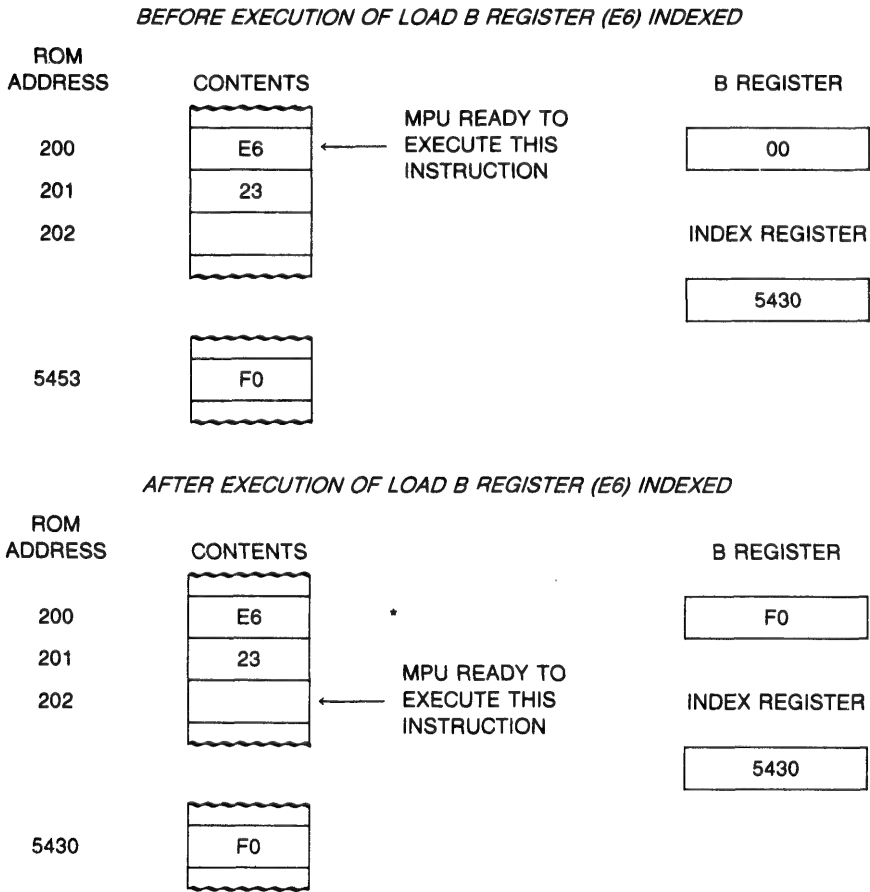 BEFORE EXECUTION OF LOAD B REGISTER (E6) INDEXED
ROM
ADDRESS
CONTENTS
B REGISTER
200
E6
MPU READY TO
EXECUTE THIS
INSTRUCTION
00
201
23
202
INDEX REGISTER
5430
5453
F0
AFTER EXECUTION OF LOAD B REGISTER (E6) INDEXED
ROM
ADDRESS
CONTENTS
B REGISTER
200
E6
*
F0
201
23
MPU READY TO
EXECUTE THIS
INSTRUCTION
202
INDEX REGISTER
5430
5430
F0